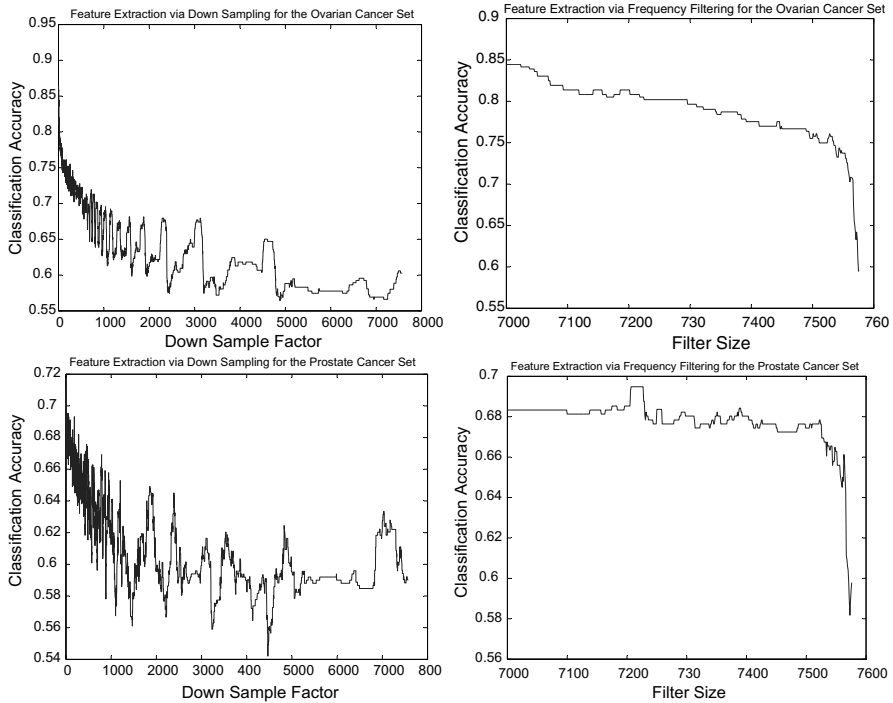 Feature Extraction via Down Sampling for the Ovarian Cancer Set
0.95
0.9
0.85
0.8
0.75
0.7
0.65
0.6
0.55
Classification Accuracy
0 1000 2000 3000 4000 5000 6000 7000 8000
Down Sample Factor
Feature Extraction via Frequency Filtering for the Ovarian Cancer Set
0.9
0.85
0.8
0.75
0.7
0.65
0.6
0.55
Classification Accuracy
7000 7100 7200 730 7400 7500 760
Filter Size
Feature Extraction via Down Sampling for the Prostate Cancer Set
0.72
0.7
0.68
0.66
0.64
0.62
0.6
0.58
0.56
0.54
Classification Accuracy
0 1000 2000 3000 4000 5000 6000 7000 800
Down Sample Factor
Feature Extraction via Frequency Filtering for the Prostate Cancer Set
0.7
0.68
0.66
0.64
0.62
0.6
0.58
0.56
Classification Accuracy
7000 7100 7200 7300 7400 7500 7600
Filter Size